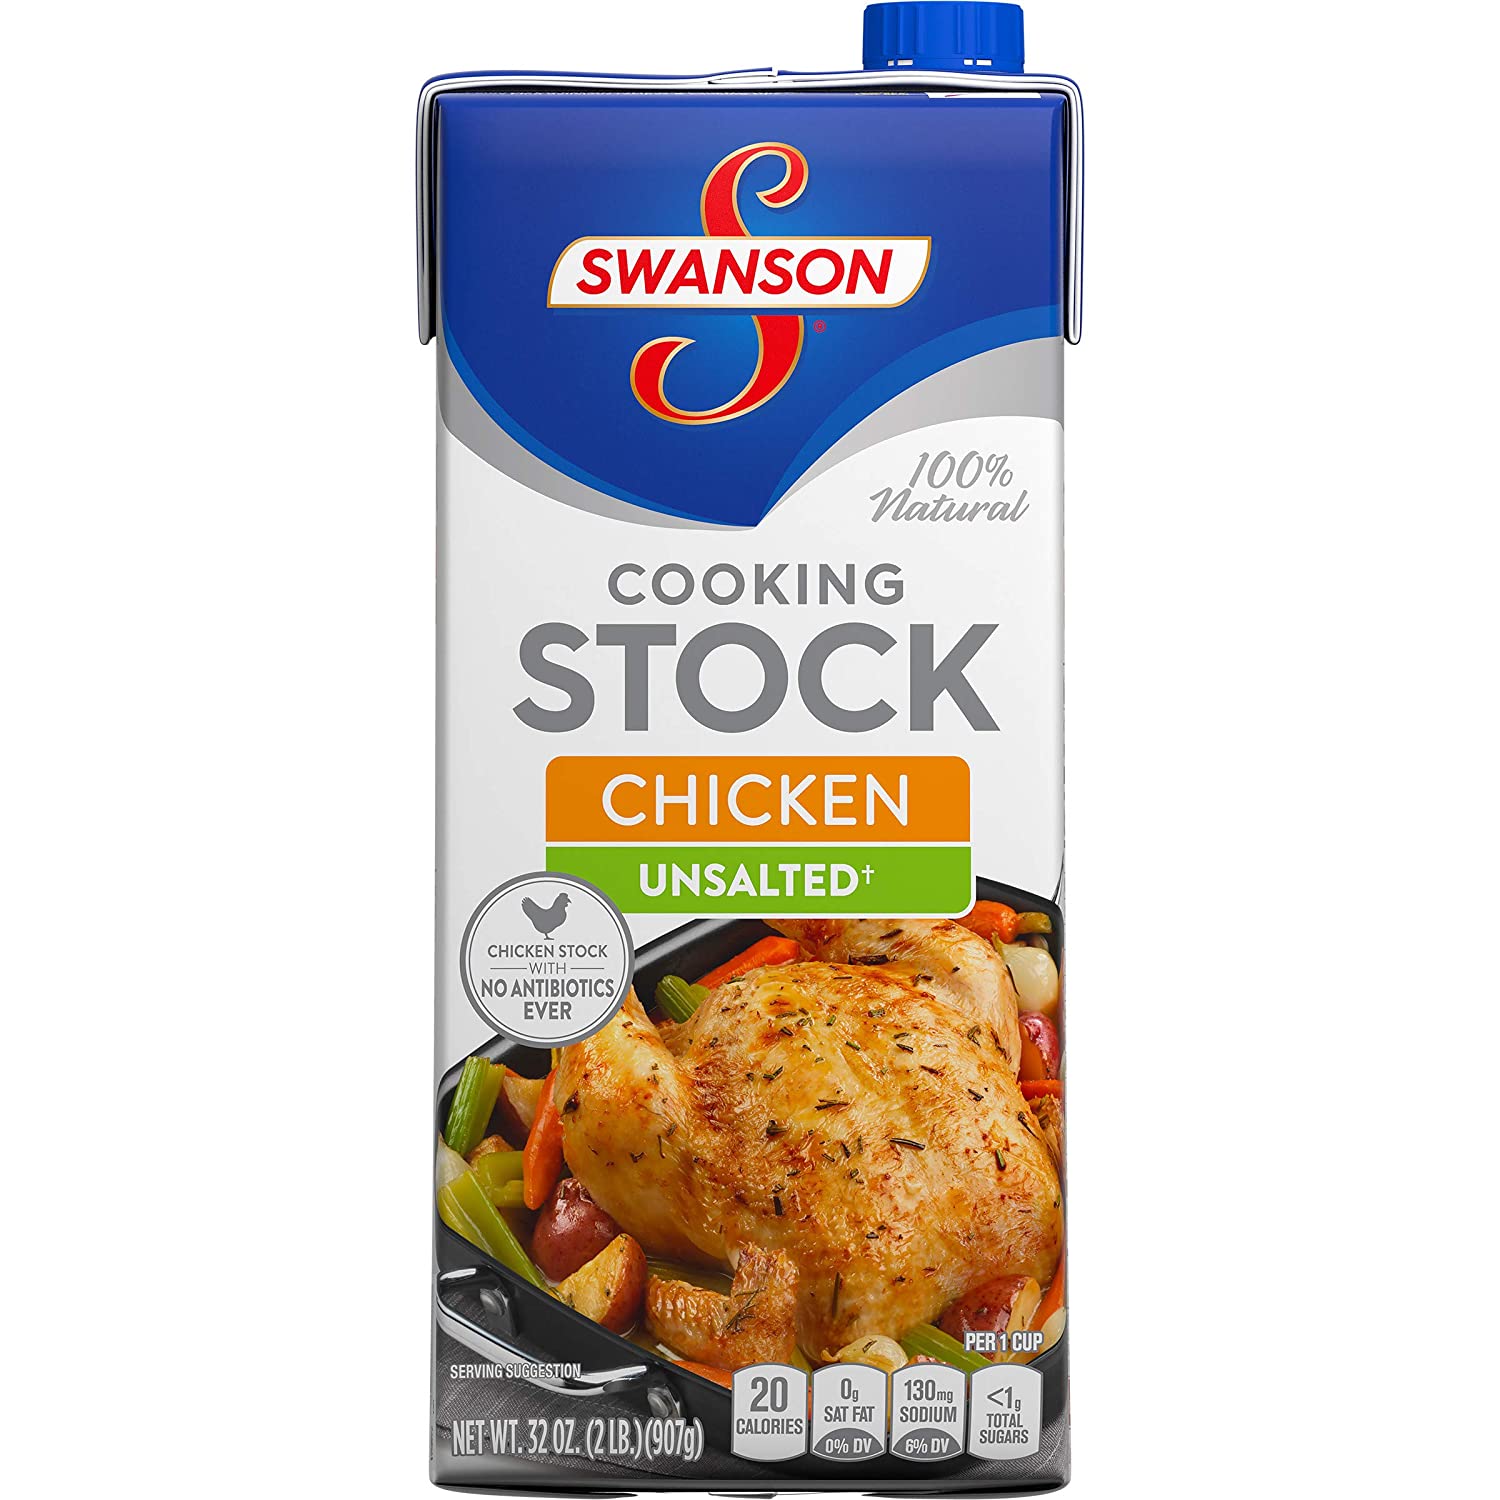 SWANSON
®
100%
Natural
COOKING
STOCK
CHICKEN
UNSALTED†
CHICKEN STOCK
WITH
NO ANTIBIOTICS
EVER
PER 1 CUP
SERVING SUGGESTION
NET WT. 32 OZ. (2 LB.) (907g)
20
CALORIES
0g
SAT FAT
0% DV
130mg
SODIUM
6% DV
<1g
TOTAL
SUGARS